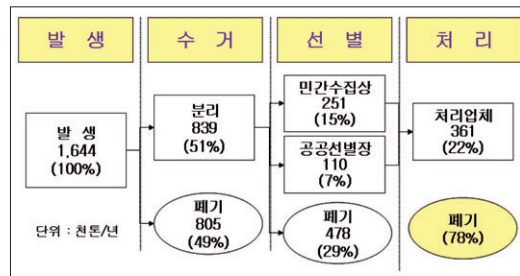 발 생
수 거
선 별
처 리
발 생
1,644
(100%)
분리
839
(51%)
민간수집상
251
(15%)
공공선별장
110
(7%)
처리업체
361
(22%)
폐기
805
(49%)
폐기
478
(29%)
폐기
(78%)
단위 : 천톤/년